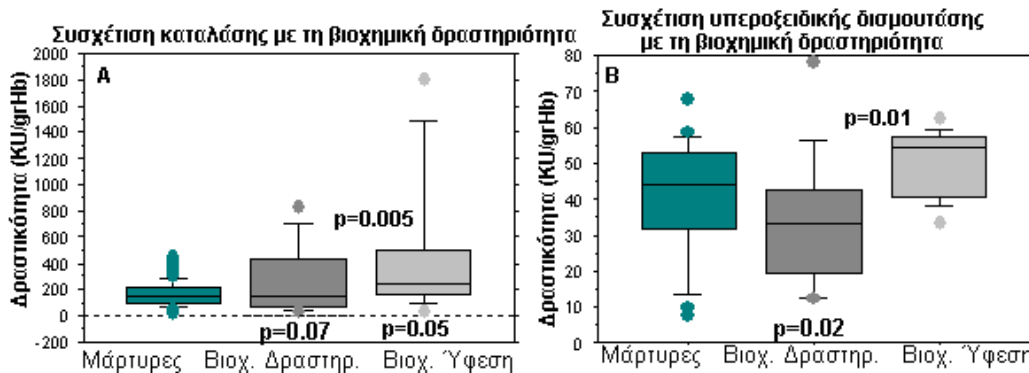 Συσχέτιση καταλάσης με τη βιοχημική δραστηριότητα
A
Δραστικότητα (KU/grHb)
2000
1800
1600
1400
1200
1000
800
600
400
200
0
-200
p=0.005
p=0.07
p=0.05
Μάρτυρες Βιοχ. Δραστηρ. Βιοχ. Ύφεση
Συσχέτιση υπεροξειδικής δισμουτάσης
με τη βιοχημική δραστηριότητα
B
Δραστικότητα (KU/grHb)
80
70
60
50
40
30
20
10
0
p=0.01
p=0.02
Μάρτυρες Βιοχ. Δραστηρ. Βιοχ. Ύφεση